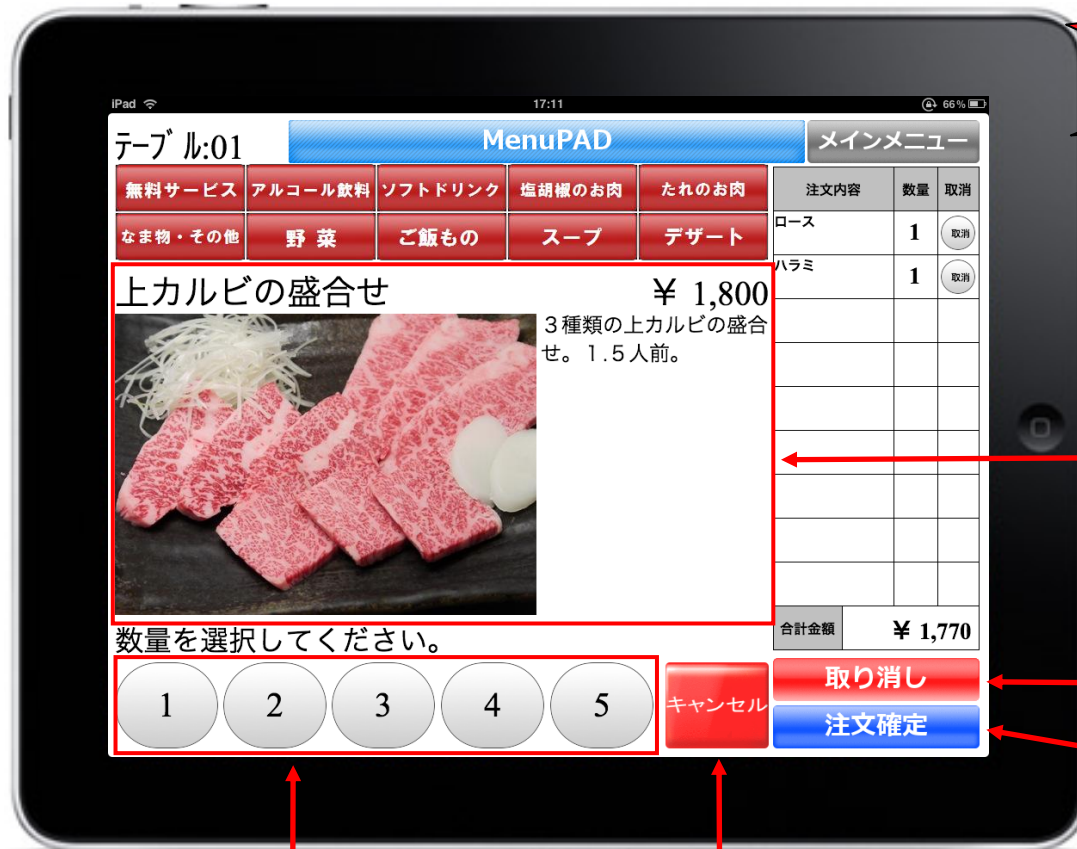 iPad
17:11
66%
テーブル:01
MenuPAD
メインメニュー
無料サービス
アルコール飲料
ソフトドリンク
塩胡椒のお肉
たれのお肉
なま物・その他
野菜
ご飯もの
スープ
デザート
注文内容
数量
取消
ロース
1
取消
ハラミ
1
取消
上カルビの盛合せ
¥ 1,800
3種類の上カルビの盛合
せ。1.5人前。
合計金額
¥ 1,770
数量を選択してください。
1
2
3
4
5
キャンセル
取り消し
注文確定